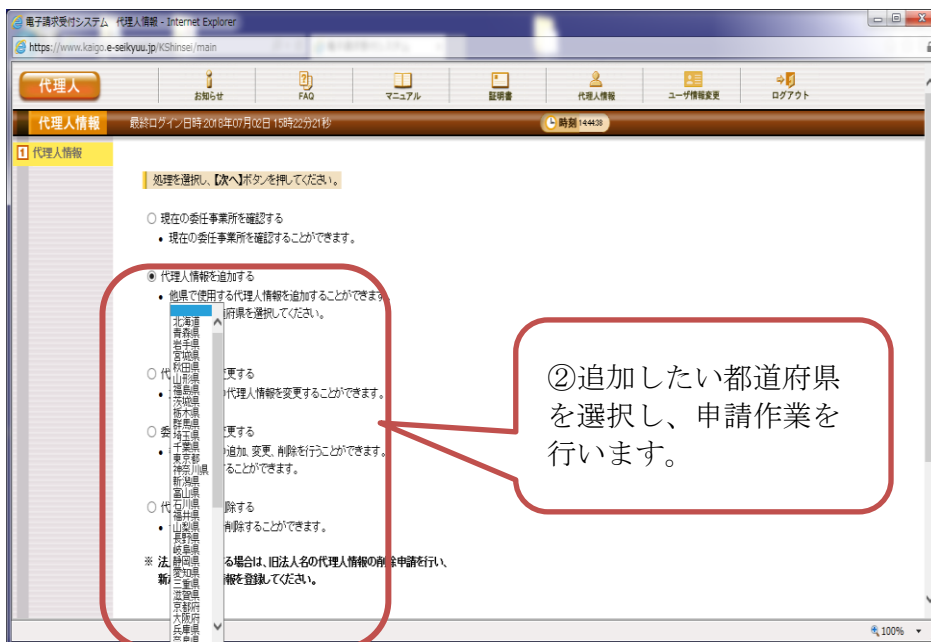 電子請求受付システム 代理人情報 - Internet Explorer
https://www.kaigo.e-seikyuu.jp/KShinsei/main
代理人
お知らせ
FAQ
マニュアル
証明書
代理人情報
ユーザ情報変更
ログアウト
代理人情報 最終ログイン日時 2018年07月02日 15時22分21秒 時刻 14:44:38
1 代理人情報
処理を選択し、【次へ】ボタンを押してください。
現在の委任事業所を確認する
• 現在の委任事業所を確認することができます。
代理人情報を追加する
• 他県で使用する代理人情報を追加することができます
府県を選択してください。
北海道
青森県
岩手県
宮城県
秋田県
山形県
福島県
茨城県
栃木県
群馬県
埼玉県
千葉県
東京都
神奈川県
新潟県
富山県
石川県
福井県
山梨県
長野県
岐阜県
静岡県
愛知県
三重県
滋賀県
京都府
大阪府
兵庫県
奈良県
代 更する
の代理人情報を変更することができます。
委 更する
追加、変更、削除を行うことができます。
ることができます。
代 除する
削除することができます。
※ 法 る場合は、旧法人名の代理人情報の削除申請を行い、
新 報を登録してください。
②追加したい都道府県
を選択し、申請作業を
行います。
100%